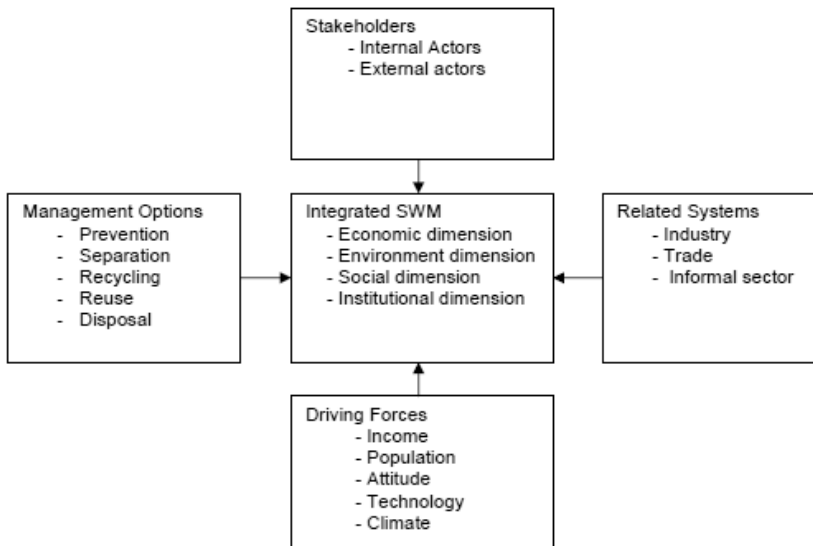 Stakeholders
- Internal Actors
- External actors
Management Options
- Prevention
- Separation
- Recycling
- Reuse
- Disposal
Integrated SWM
- Economic dimension
- Environment dimension
- Social dimension
- Institutional dimension
Related Systems
- Industry
- Trade
- Informal sector
Driving Forces
- Income
- Population
- Attitude
- Technology
- Climate